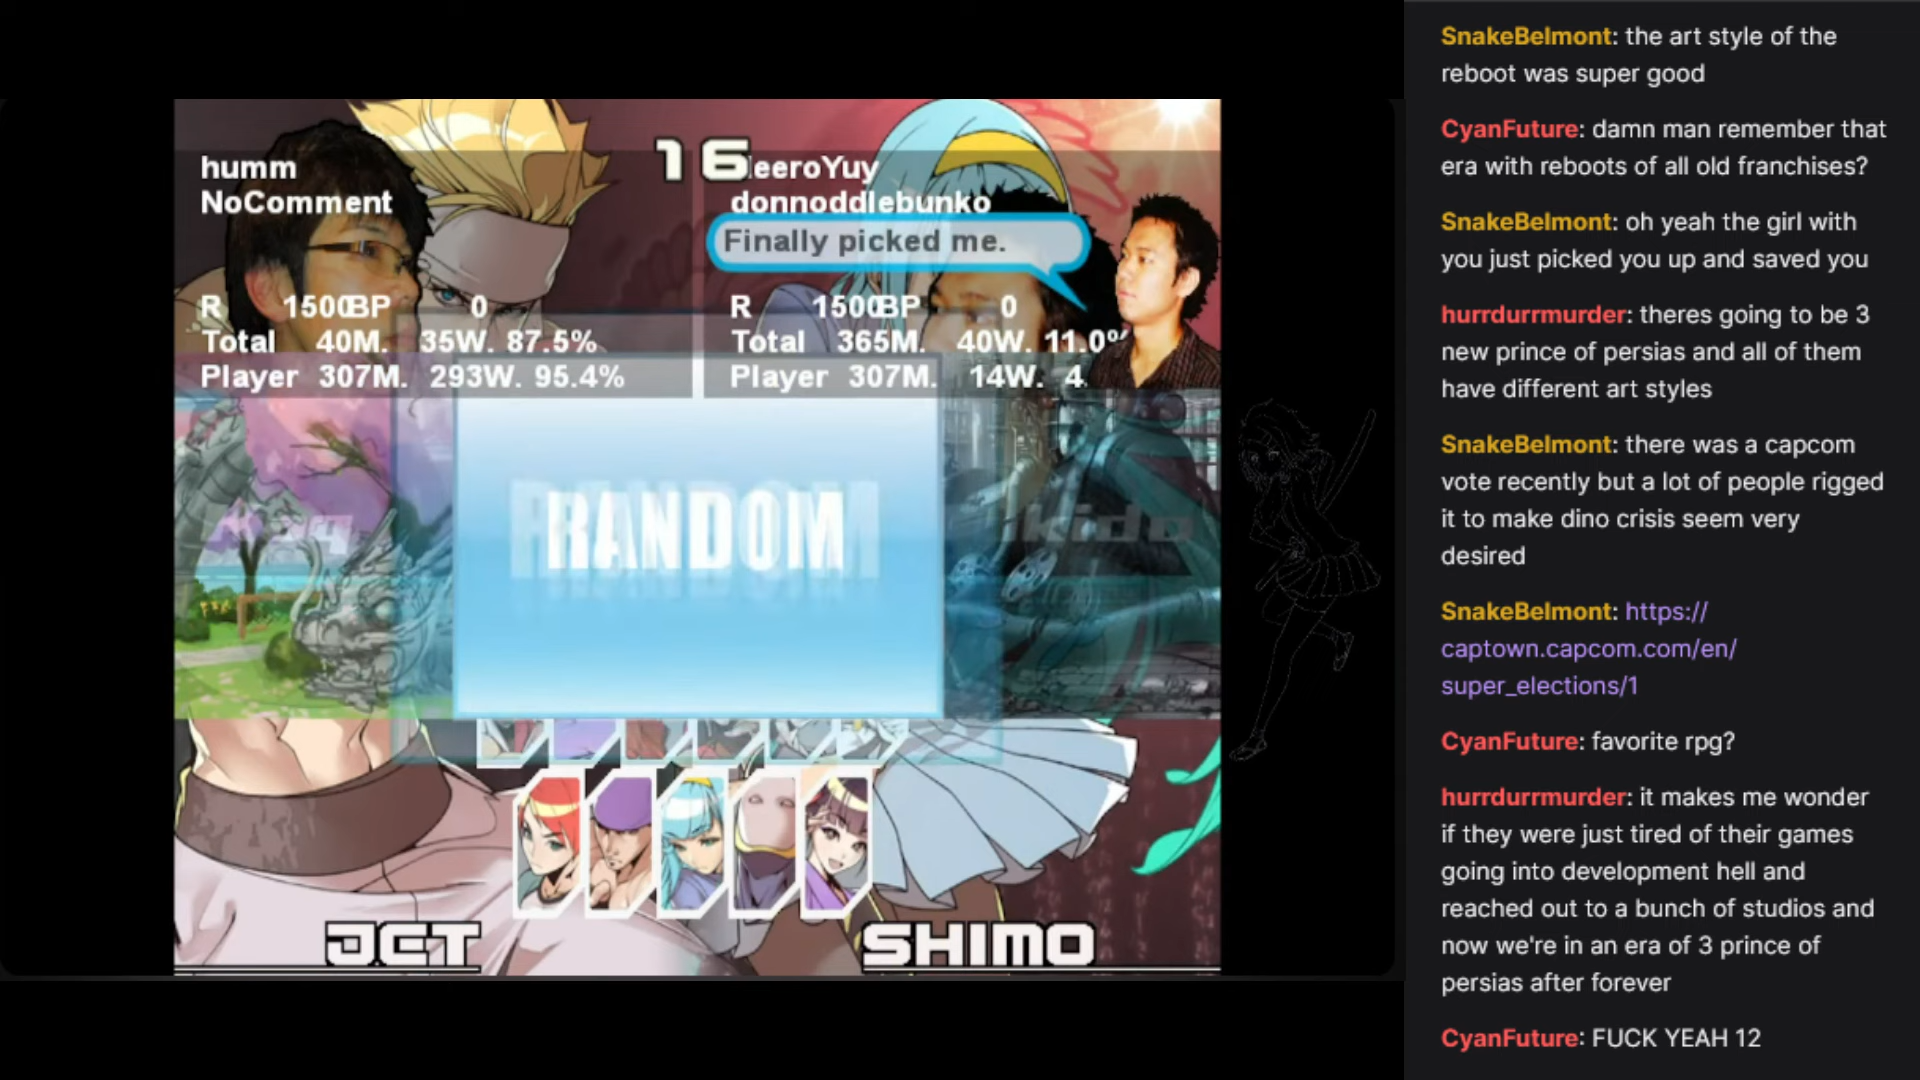 16
humm
NoComment
R 1500BP 0
Total 40M. 35W. 87.5%
Player 307M. 293W. 95.4%
eeroYuy
donnoddlebunko
Finally picked me.
R 1500BP 0
Total 365M. 40W. 11.0%
Player 307M. 14W. 4.
RANDOM
JCT
SHIMO
SnakeBelmont: the art style of the
reboot was super good
CyanFuture: damn man remember that
era with reboots of all old franchises?
SnakeBelmont: oh yeah the girl with
you just picked you up and saved you
hurrdurrmurder: theres going to be 3
new prince of persias and all of them
have different art styles
SnakeBelmont: there was a capcom
vote recently but a lot of people rigged
it to make dino crisis seem very
desired
SnakeBelmont: https://
captown.capcom.com/en/
super_elections/1
CyanFuture: favorite rpg?
hurrdurrmurder: it makes me wonder
if they were just tired of their games
going into development hell and
reached out to a bunch of studios and
now we're in an era of 3 prince of
persias after forever
CyanFuture: FUCK YEAH 12